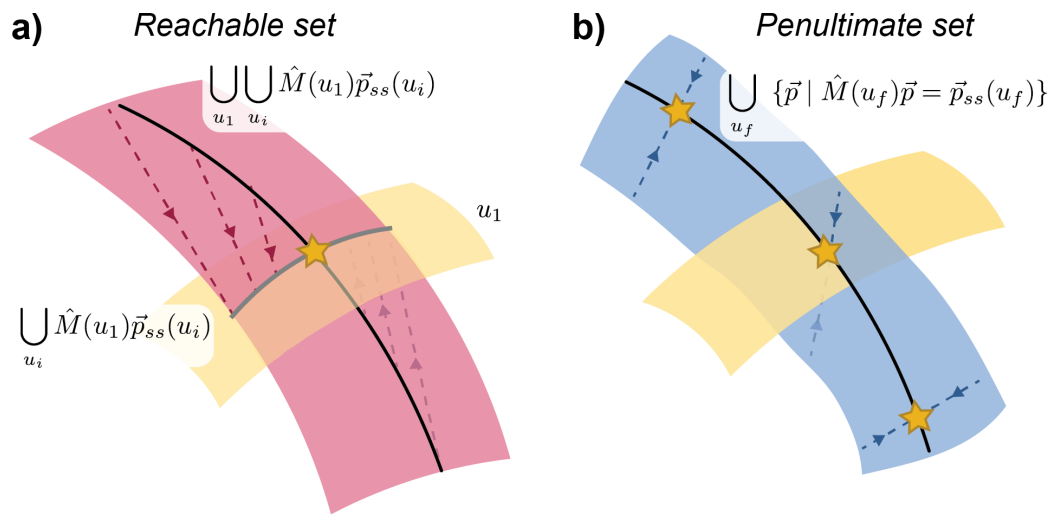 a) Reachable set
⋃ ⋃ M̂(u₁)p⃗ₛₛ(uᵢ)
u₁ uᵢ
u₁
⋃ M̂(u₁)p⃗ₛₛ(uᵢ)
uᵢ
b) Penultimate set
⋃ {p⃗ | M̂(u_f)p⃗ = p⃗ₛₛ(u_f)}
u_f